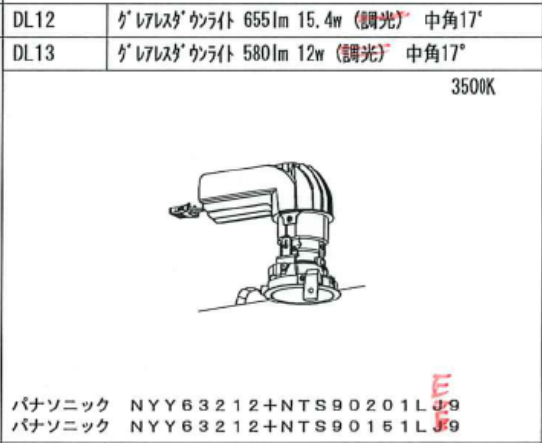 DL12 グレアレスダウンライト 655lm 15.4w (調光) 中角17°
DL13 グレアレスダウンライト 580lm 12w (調光) 中角17°
3500K
E
パナソニック NYY63212+NTS90201LJ9
パナソニック NYY63212+NTS90151LJ9